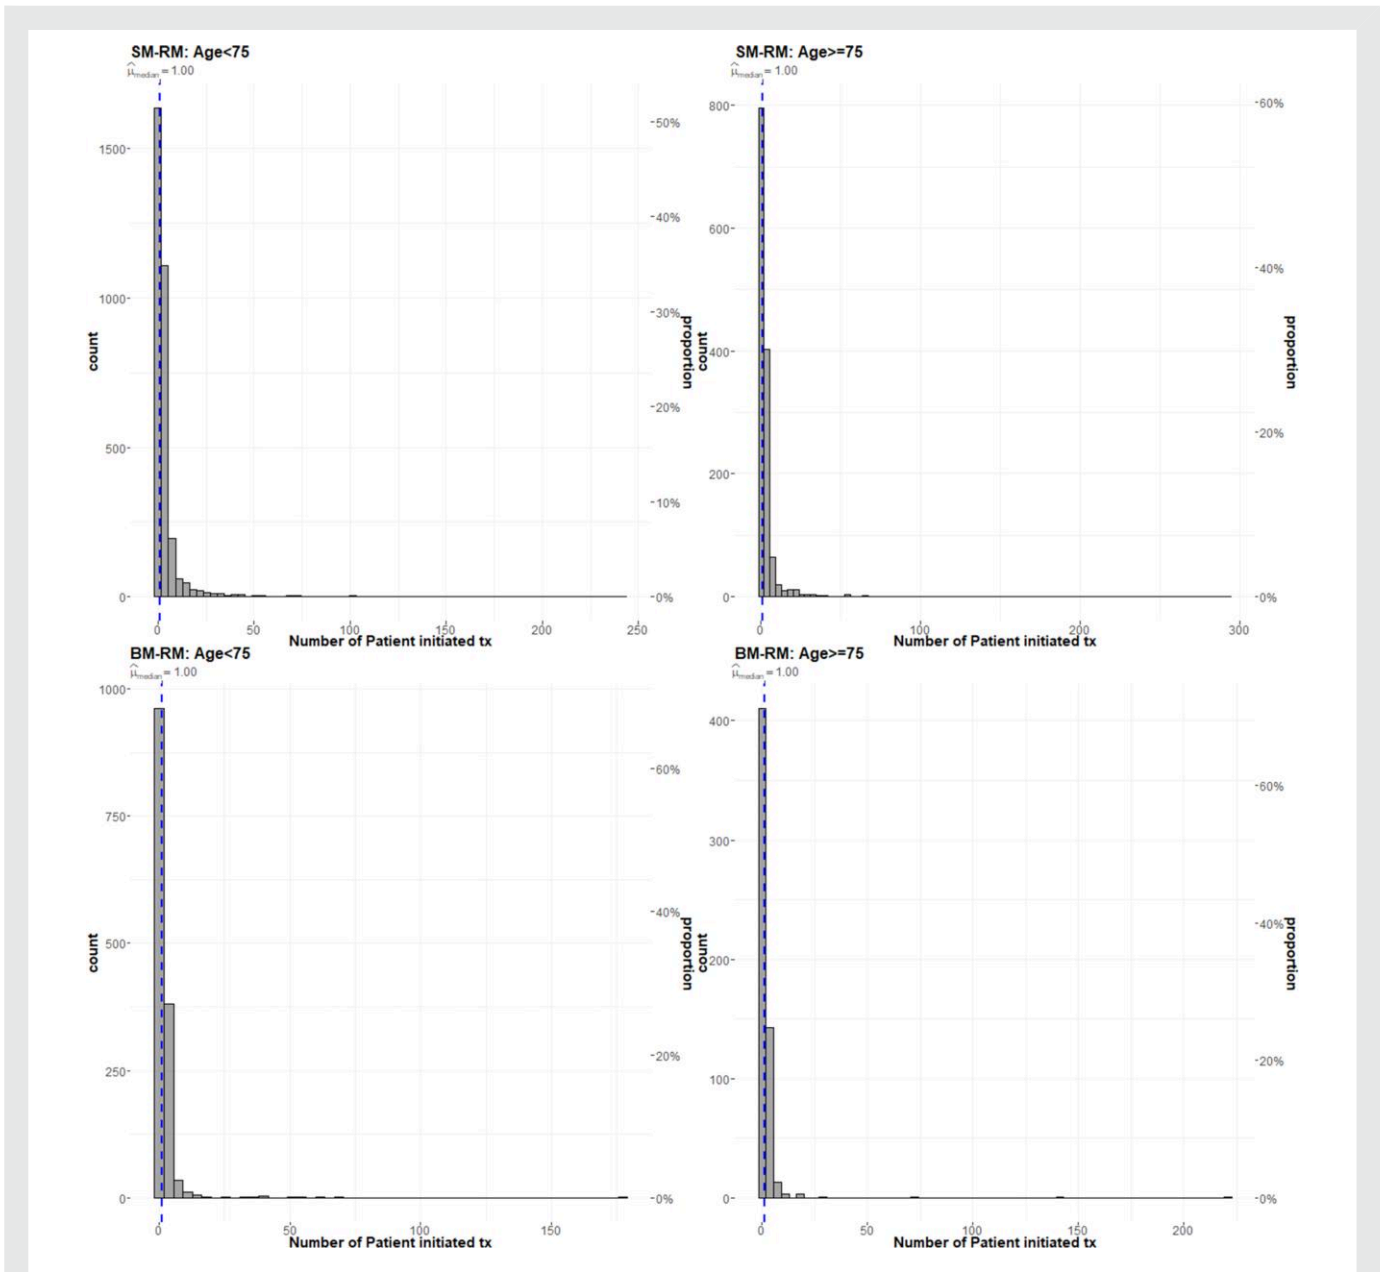 SM-RM: Age<75
μ̂median = 1.00
1500
1000
500
0
count
50%
40%
30%
20%
10%
0%
proportion
0 50 100 150 200 250
Number of Patient initiated tx
SM-RM: Age>=75
μ̂median = 1.00
800
600
400
200
0
count
60%
40%
20%
0%
proportion
0 100 200 300
Number of Patient initiated tx
BM-RM: Age<75
μ̂median = 1.00
1000
750
500
250
0
count
60%
40%
20%
0%
proportion
0 50 100 150
Number of Patient initiated tx
BM-RM: Age>=75
μ̂median = 1.00
400
300
200
100
0
count
60%
40%
20%
0%
proportion
0 50 100 150 200
Number of Patient initiated tx